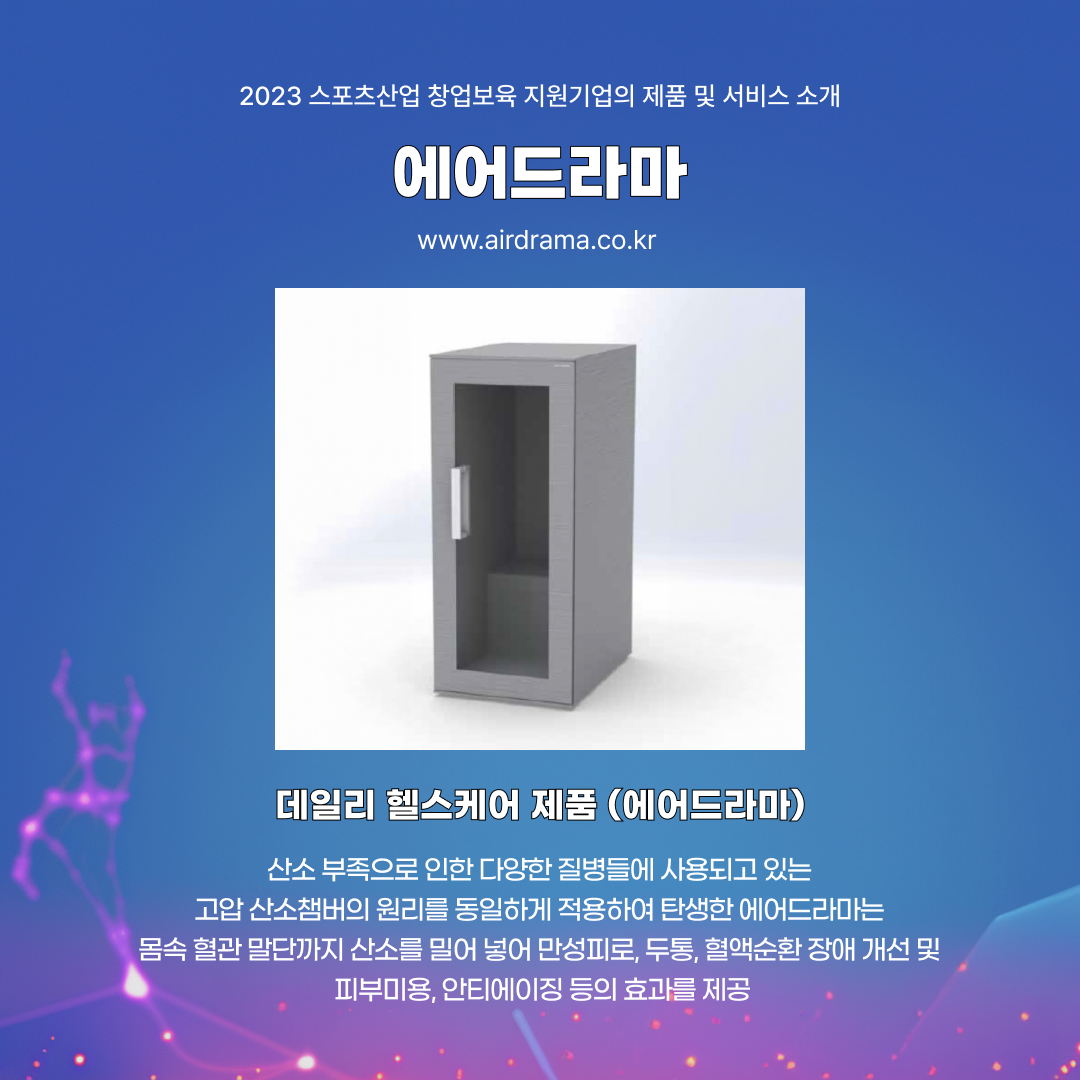 2023 스포츠산업 창업보육 지원기업의 제품 및 서비스 소개
에어드라마
www.airdrama.co.kr
데일리 헬스케어 제품 (에어드라마)
산소 부족으로 인한 다양한 질병들에 사용되고 있는
고압 산소챔버의 원리를 동일하게 적용하여 탄생한 에어드라마는
몸속 혈관 말단까지 산소를 밀어 넣어 만성피로, 두통, 혈액순환 장애 개선 및
피부미용, 안티에이징 등의 효과를 제공